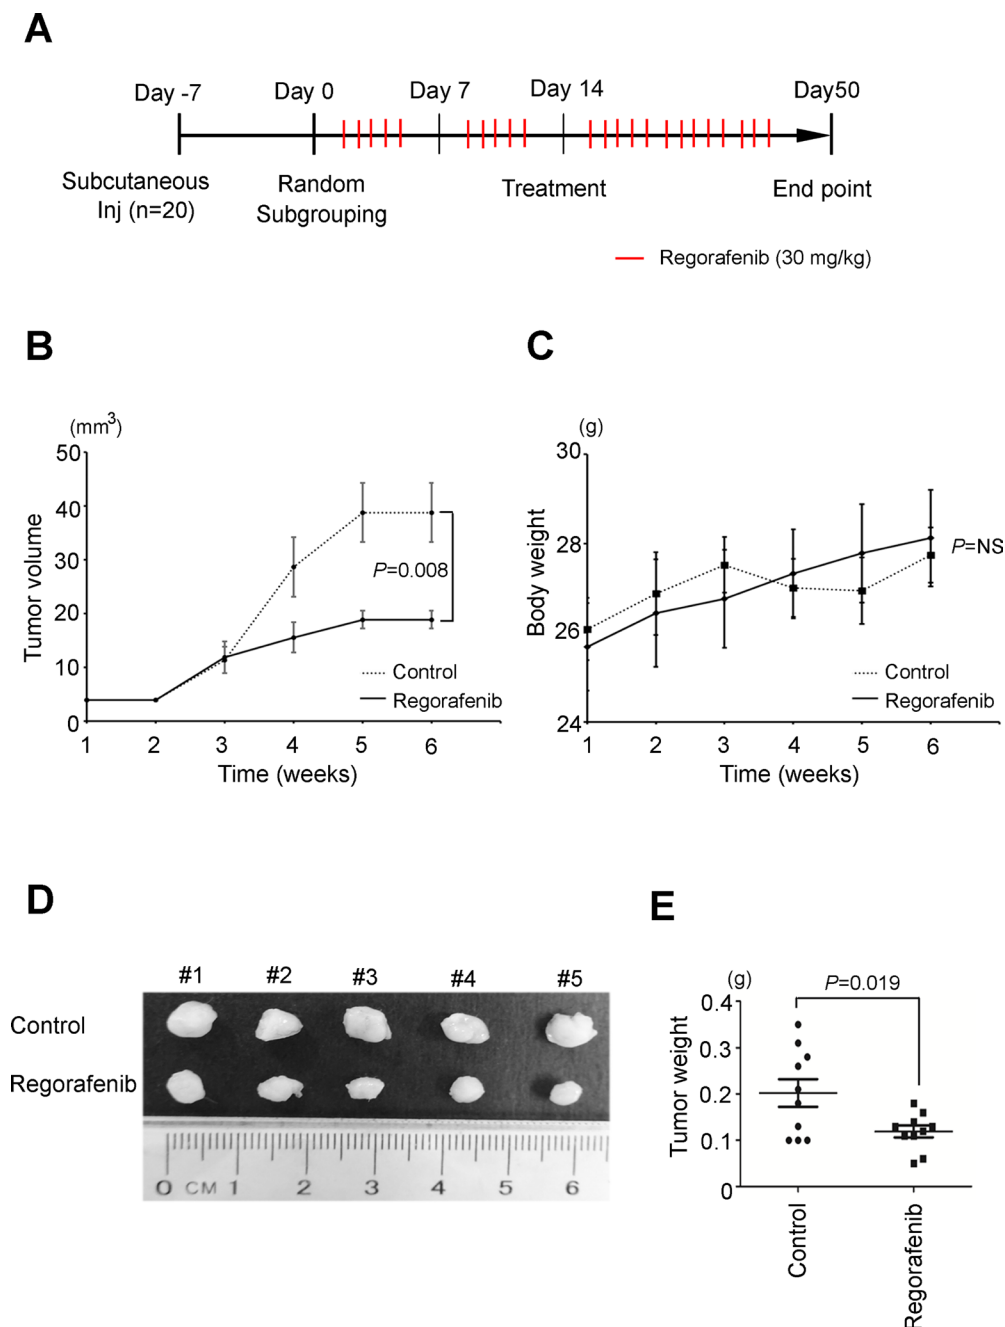 A
Day -7
Day 0
Day 7
Day 14
Day50
Subcutaneous
Inj (n=20)
Random
Subgrouping
Treatment
End point
Regorafenib (30 mg/kg)
B
(mm3)
50
40
30
20
10
0
Tumor volume
P=0.008
Control
Regorafenib
1 2 3 4 5 6
Time (weeks)
C
(g)
30
28
26
24
Body weight
P=NS
Control
Regorafenib
1 2 3 4 5 6
Time (weeks)
D
#1 #2 #3 #4 #5
Control
Regorafenib
0 CM 1 2 3 4 5 6
E
(g)
P=0.019
0.4
0.3
0.2
0.1
0
Tumor weight
Control
Regorafenib